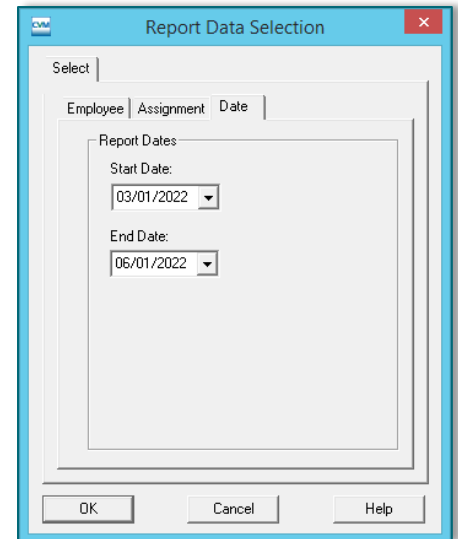 CVM Report Data Selection
Select
Employee Assignment Date
Report Dates
Start Date:
03/01/2022
End Date:
06/01/2022
OK Cancel Help